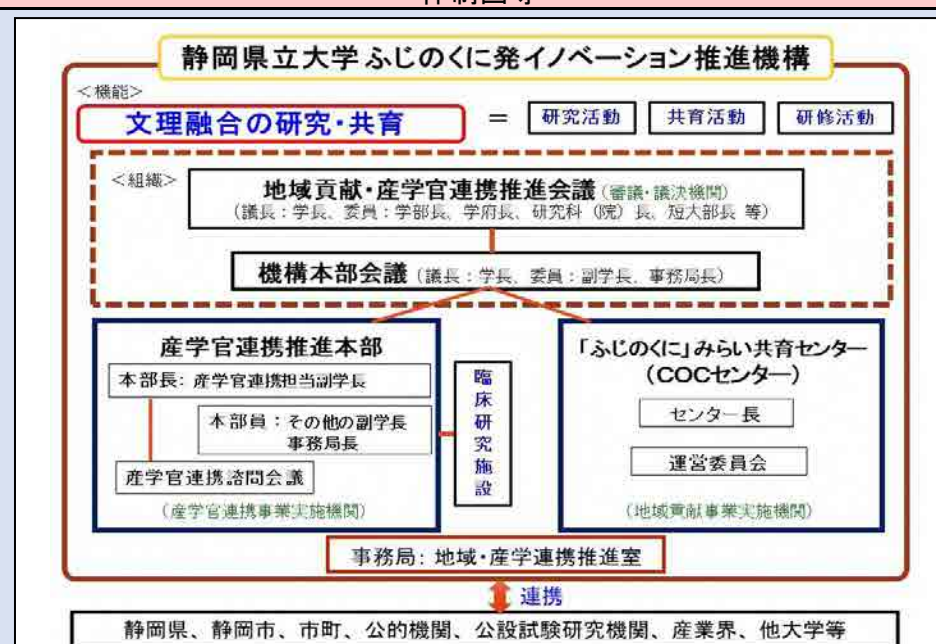 静岡県立大学 ふじのくに発イノベーション推進機構
＜機能＞
文理融合の研究・共育 ＝ 研究活動 共育活動 研修活動
＜組織＞
地域貢献・産学官連携推進会議（審議・議決機関）
（議長：学長、委員：学部長、学府長、研究科（院）長、短大部長 等）
機構本部会議（議長：学長、委員：副学長、事務局長）
産学官連携推進本部
本部長：産学官連携担当副学長
本部員：その他の副学長
事務局長
産学官連携諮問会議
（産学官連携事業実施機関）
臨床研究施設
「ふじのくに」みらい共育センター
（COCセンター）
センター長
運営委員会
（地域貢献事業実施機関）
事務局：地域・産学連携推進室
連携
静岡県、静岡市、市町、公的機関、公設試験研究機関、産業界、他大学等